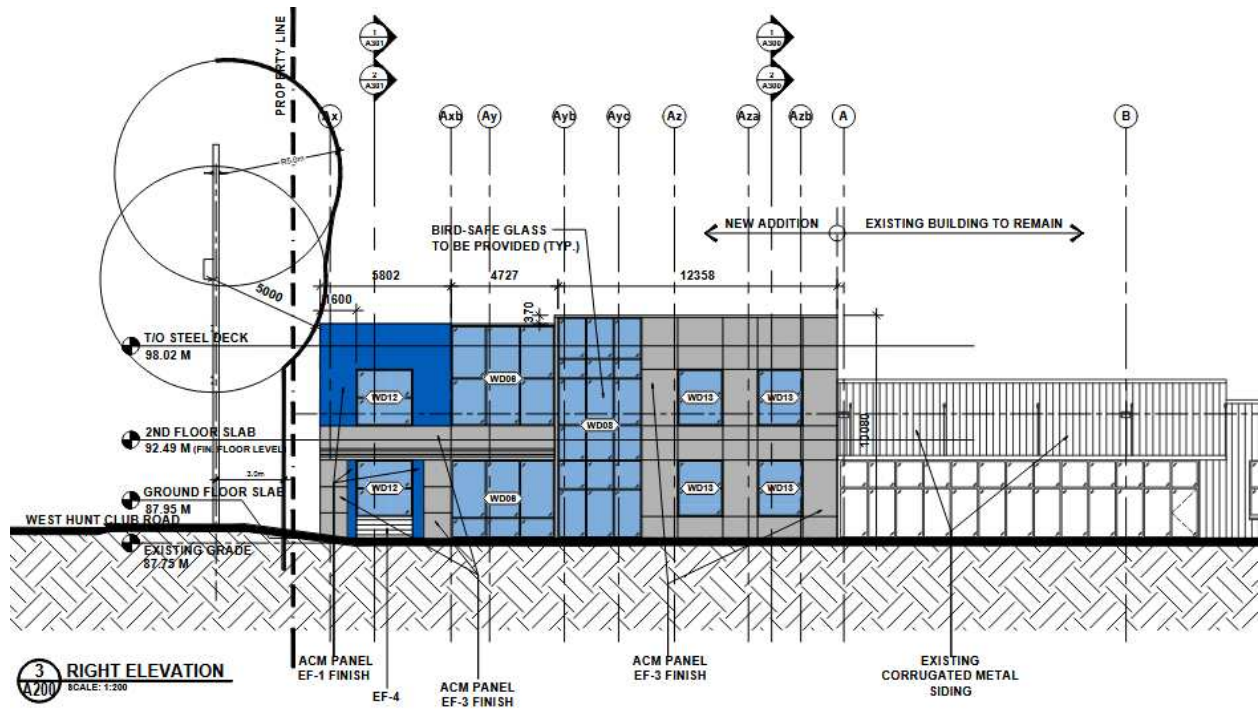 PROPERTY LINE
1
A301
2
A301
1
A300
2
A300
Ax
Axb
Ay
Ayb
Ayc
Az
Aza
Azb
A
B
R5.0m
BIRD-SAFE GLASS
TO BE PROVIDED (TYP.)
NEW ADDITION
EXISTING BUILDING TO REMAIN
5802
4727
12358
5000
1600
370
T/O STEEL DECK
98.02 M
WD12
WD06
WD13
WD13
WD08
10080
2ND FLOOR SLAB
92.49 M (FIN. FLOOR LEVEL)
3.0m
WD12
WD06
WD13
WD13
GROUND FLOOR SLAB
87.95 M
WEST HUNT CLUB ROAD
EXISTING GRADE
87.75 M
3
A200
RIGHT ELEVATION
SCALE: 1:200
ACM PANEL
EF-1 FINISH
EF-4
ACM PANEL
EF-3 FINISH
ACM PANEL
EF-3 FINISH
EXISTING
CORRUGATED METAL
SIDING